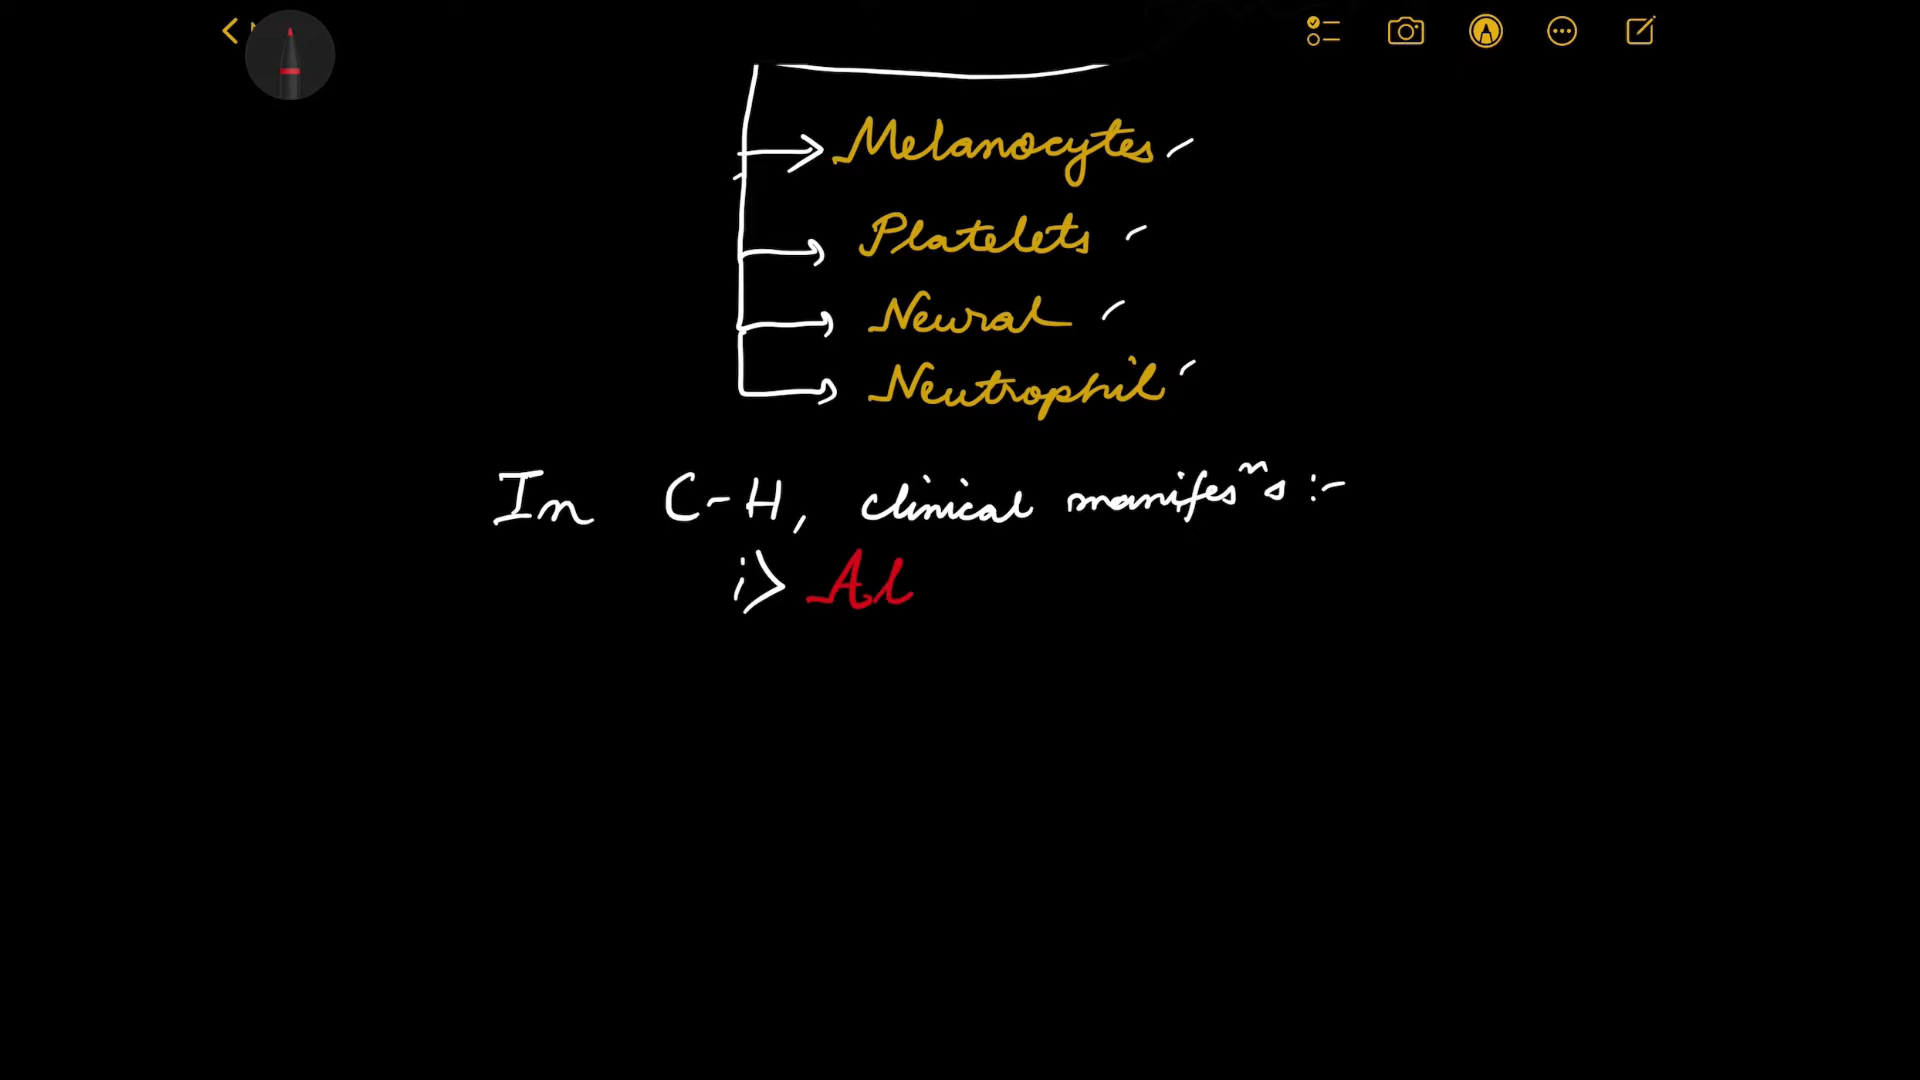 Melanocytes
Platelets
Neural
Neutrophil
In C-H, clinical manifesⁿs :-
i> Al